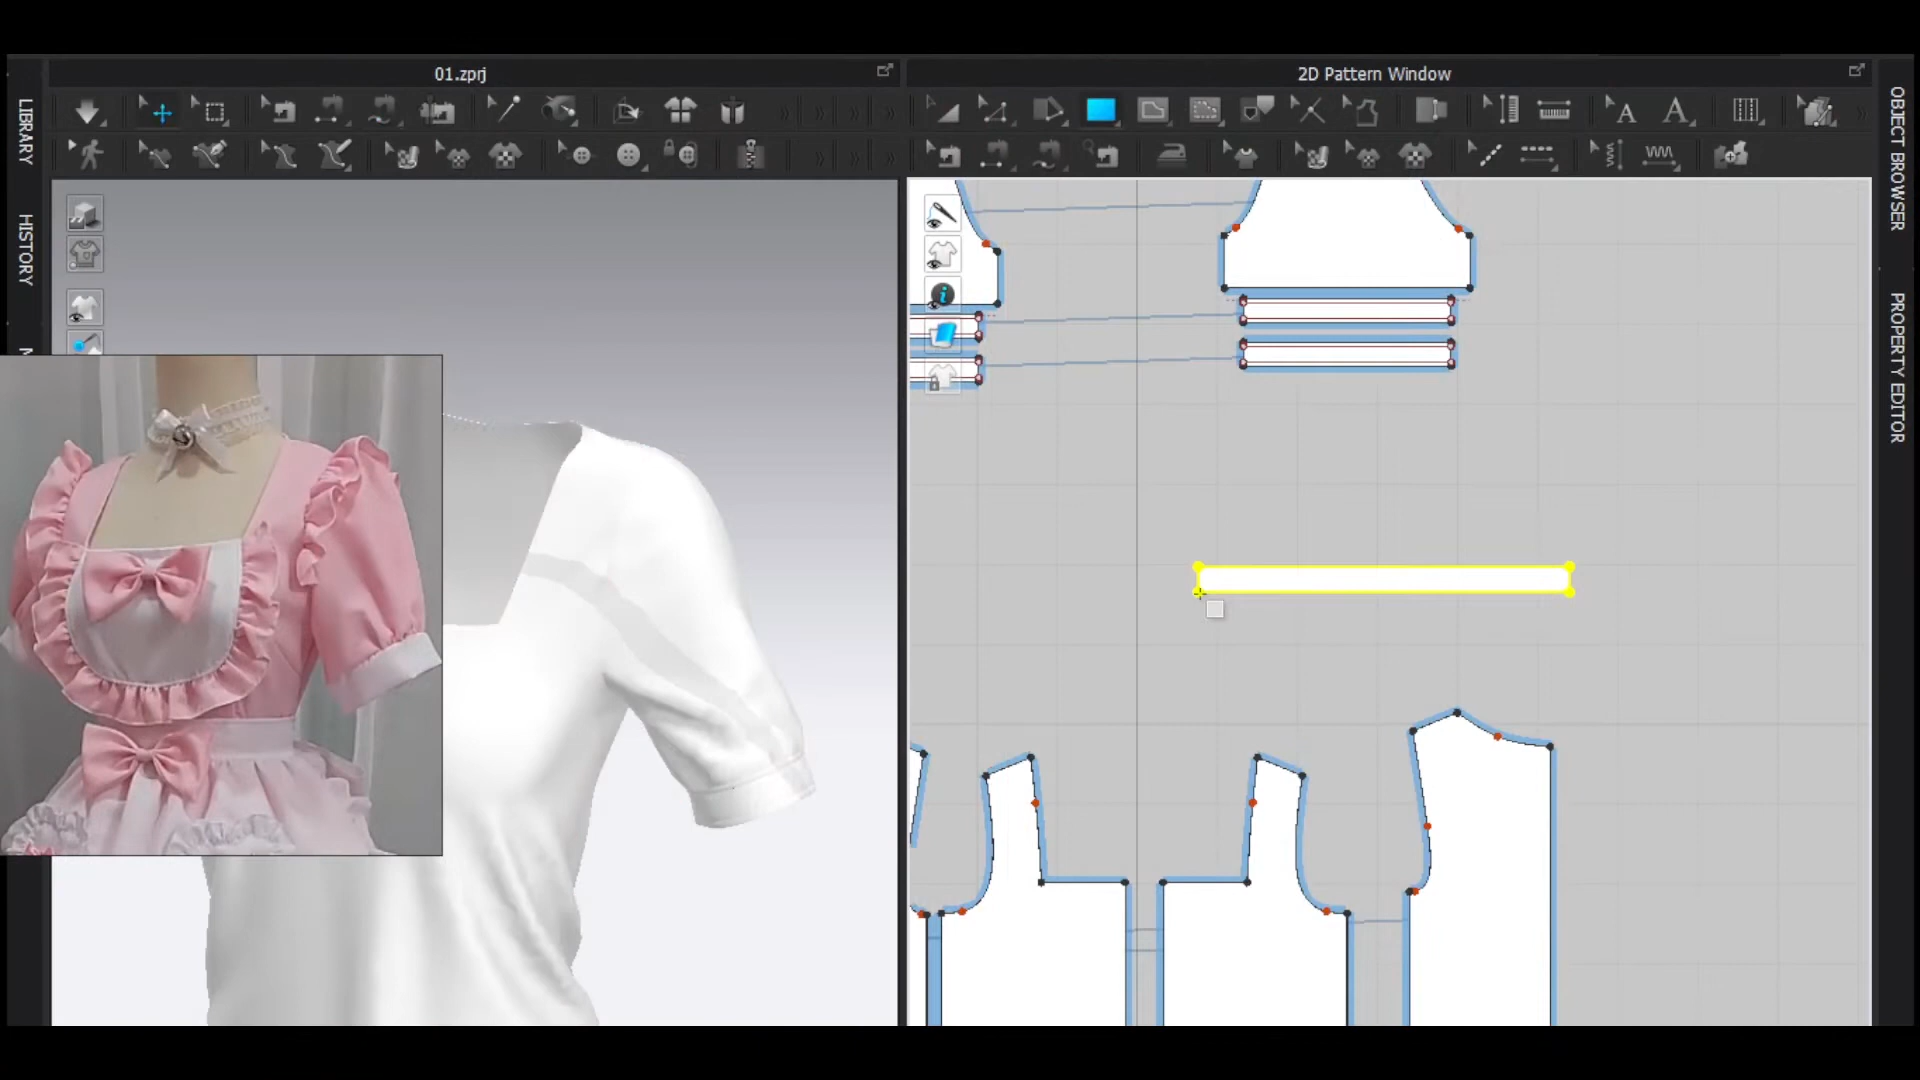 01.zprj
2D Pattern Window
LIBRARY
HISTORY
OBJECT BROWSER
PROPERTY EDITOR